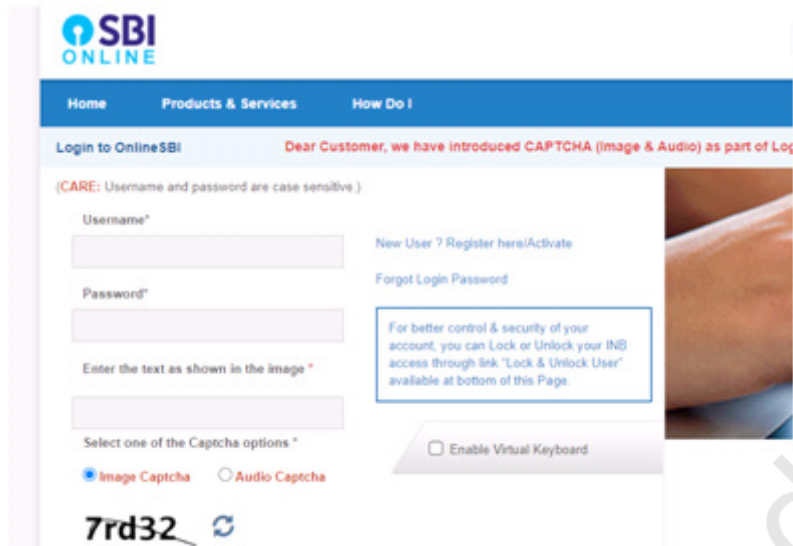 SBI
ONLINE
Home Products & Services How Do I
Login to OnlineSBI Dear Customer, we have introduced CAPTCHA (Image & Audio) as part of Log
(CARE: Username and password are case sensitive.)
Username*
New User ? Register here/Activate
Forgot Login Password
Password*
For better control & security of your
account, you can Lock or Unlock your INB
access through link "Lock & Unlock User"
available at bottom of this Page.
Enter the text as shown in the image *
Select one of the Captcha options *
Enable Virtual Keyboard
Image Captcha Audio Captcha
7rd32